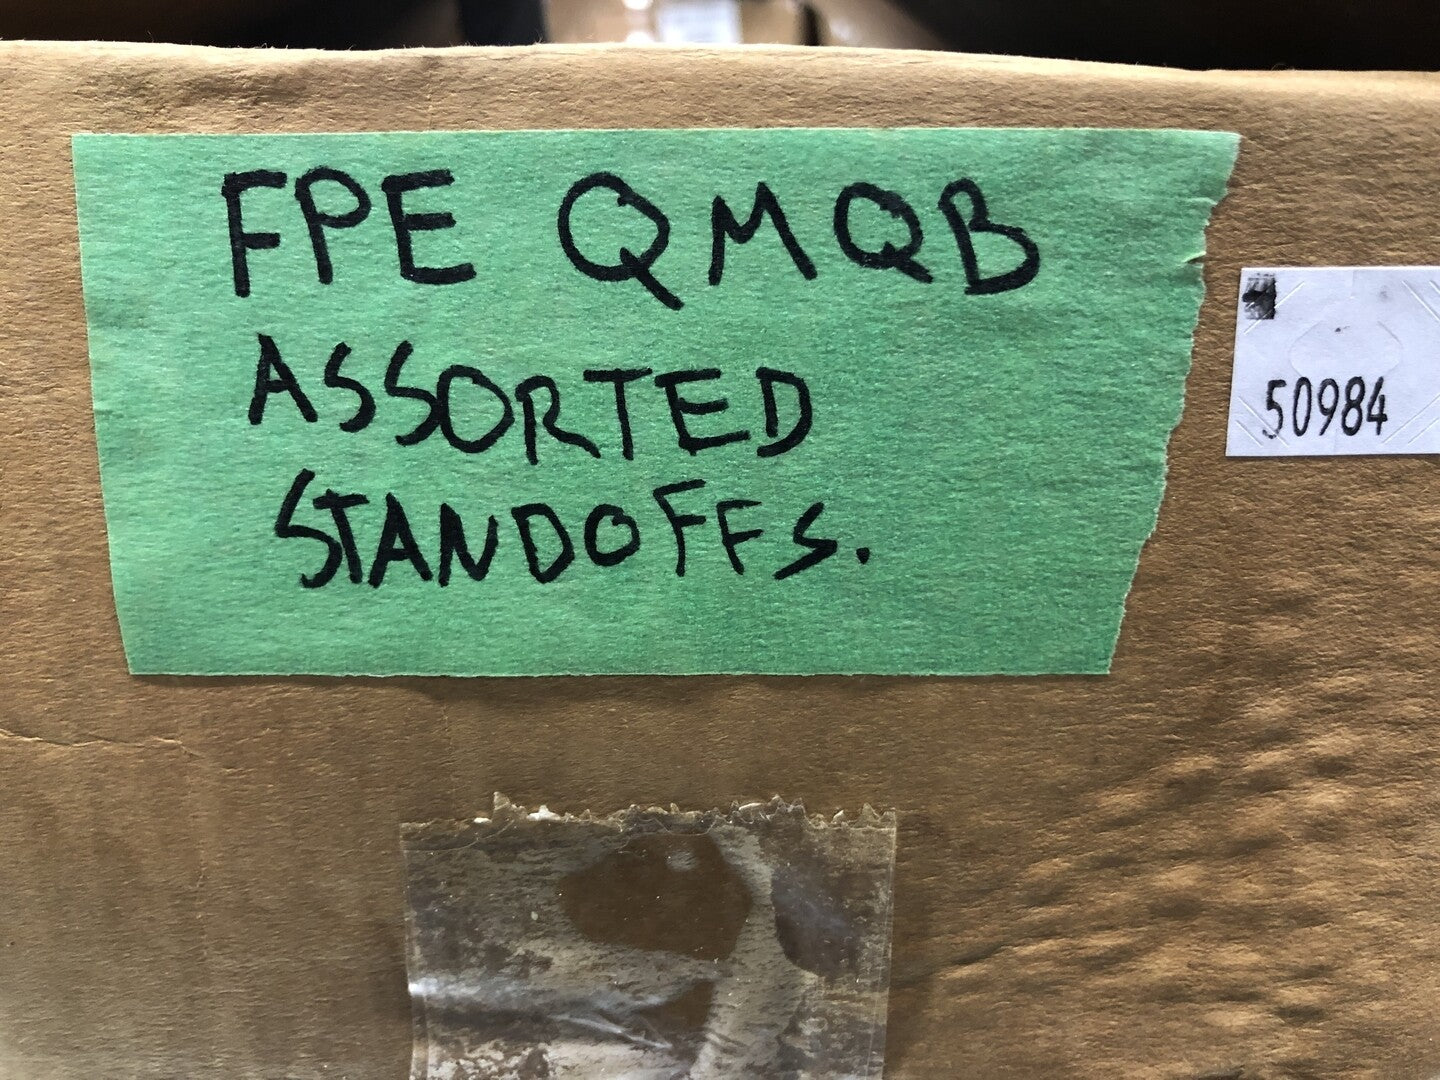 FPE QMQB
ASSORTED
STANDOFFS.
50984